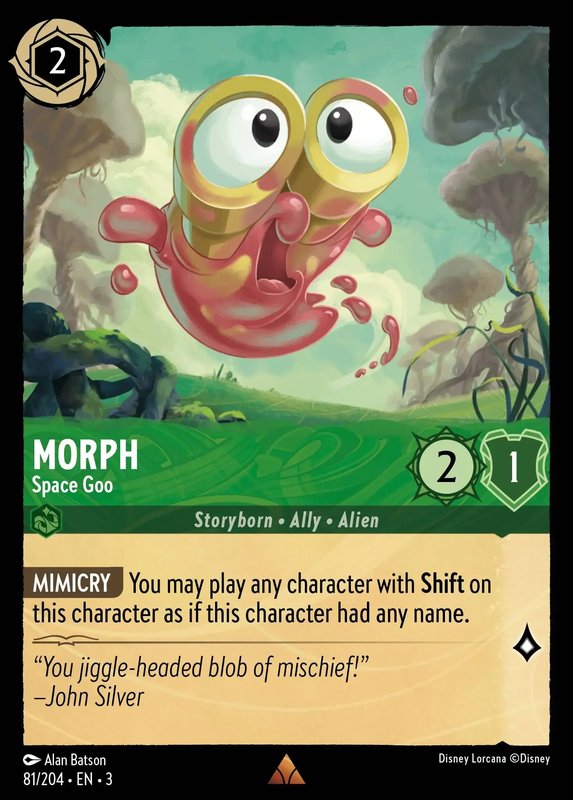 2
MORPH
Space Goo
2
1
Storyborn • Ally • Alien
MIMICRY You may play any character with Shift on
this character as if this character had any name.
“You jiggle-headed blob of mischief!”
–John Silver
Alan Batson
Disney Lorcana ©Disney
81/204 • EN • 3